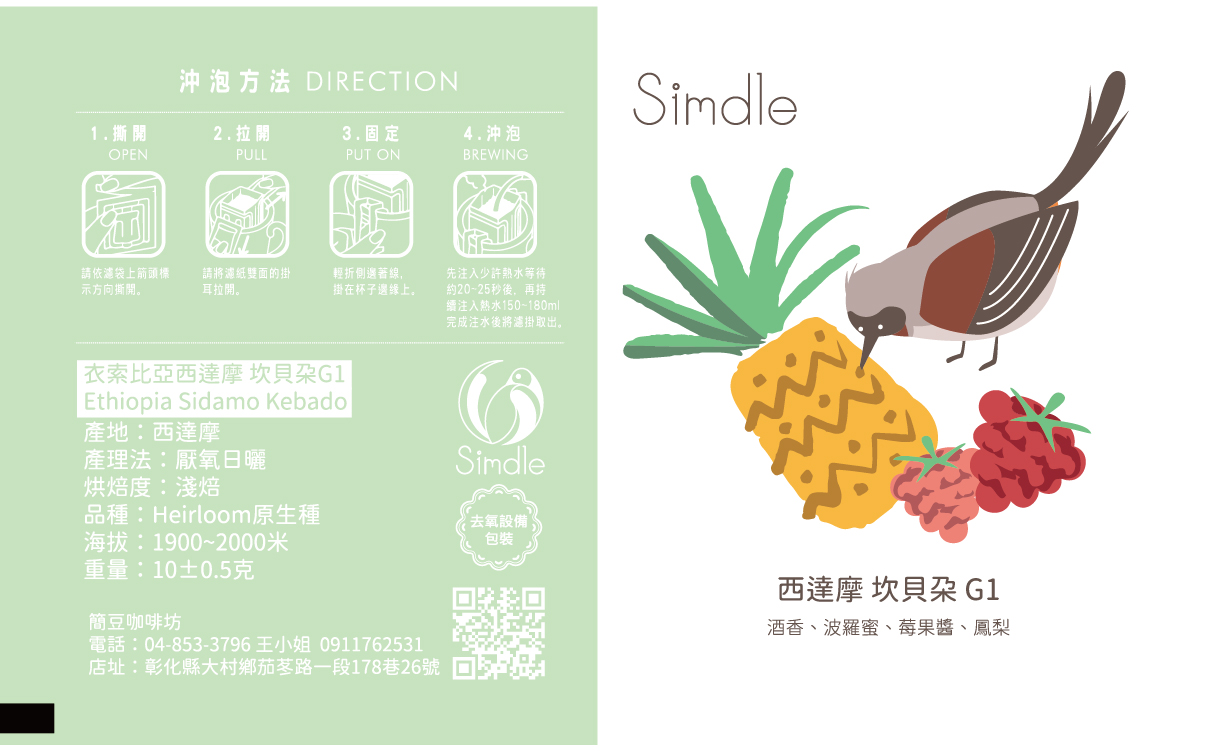 沖泡方法 DIRECTION
1.撕開
OPEN
請依濾袋上箭頭標
示方向撕開。
2.拉開
PULL
請將濾紙雙面的掛
耳拉開。
3.固定
PUT ON
輕折側邊著線，
掛在杯子邊緣上。
4.沖泡
BREWING
先注入少許熱水等待
約20~25秒後，再持
續注入熱水150~180ml
完成注水後將濾掛取出。
衣索比亞西達摩 坎貝朶G1
Ethiopia Sidamo Kebado
產地：西達摩
產理法：厭氧日曬
烘焙度：淺焙
品種：Heirloom原生種
海拔：1900~2000米
重量：10±0.5克
Simdle
去氧設備
包裝
簡豆咖啡坊
電話：04-853-3796 王小姐 0911762531
店址：彰化縣大村鄉茄苳路一段178巷26號
Simdle
西達摩 坎貝朶 G1
酒香、波羅蜜、莓果醬、鳳梨